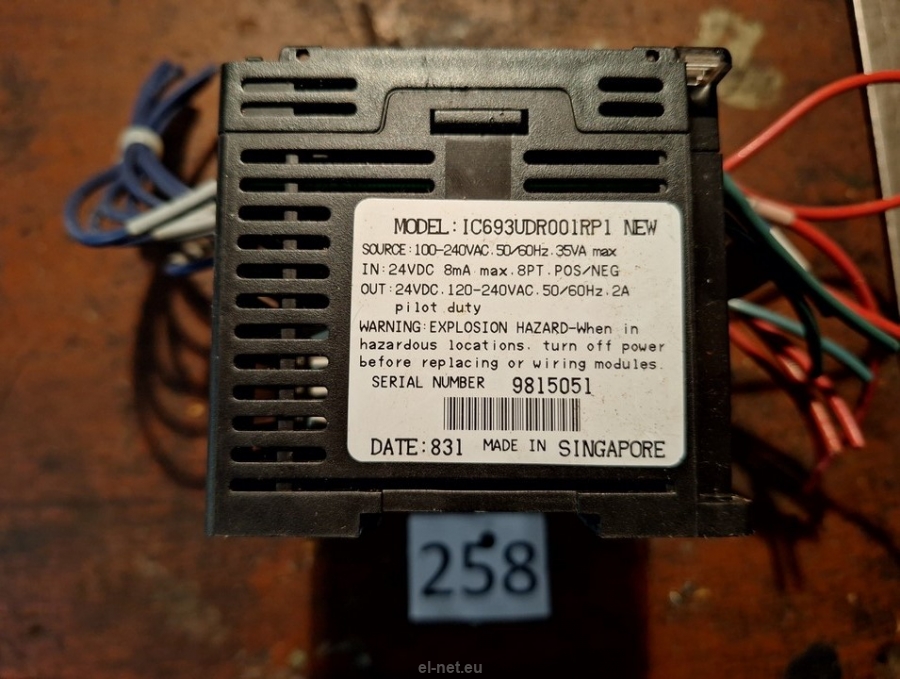 MODEL:IC693UDR001RP1 NEW
SOURCE:100-240VAC.50/60Hz.35VA max
IN:24VDC 8mA max.8PT.POS/NEG
OUT:24VDC.120-240VAC.50/60Hz.2A
pilot duty
WARNING:EXPLOSION HAZARD-When in
hazardous locations. turn off power
before replacing or wiring modules.
SERIAL NUMBER 9815051
DATE:831 MADE IN SINGAPORE
258
el-net.eu